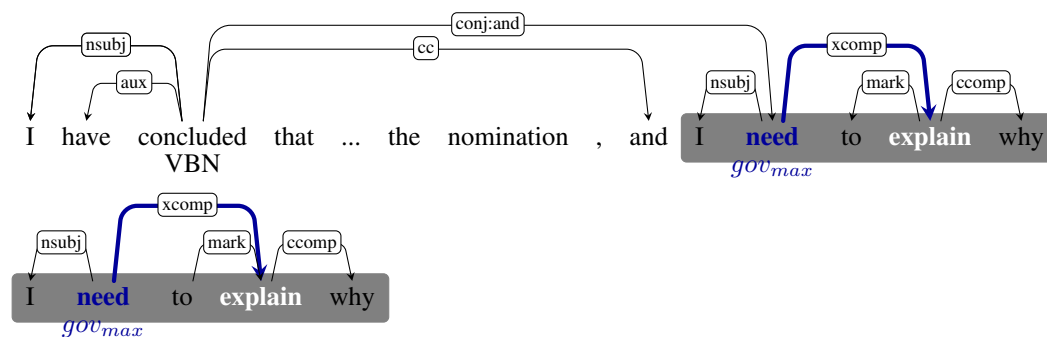 conj:and
nsubj cc xcomp
aux nsubj mark ccomp
I have concluded that ... the nomination , and I need to explain why
VBN gov_max
xcomp
nsubj mark ccomp
I need to explain why
gov_max